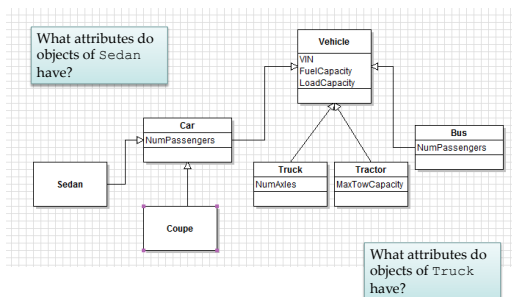 What attributes do
objects of Sedan
have?
Vehicle
VIN
FuelCapacity
LoadCapacity
Car
NumPassengers
Bus
NumPassengers
Sedan
Truck
NumAxles
Tractor
MaxTowCapacity
Coupe
What attributes do
objects of Truck
have?